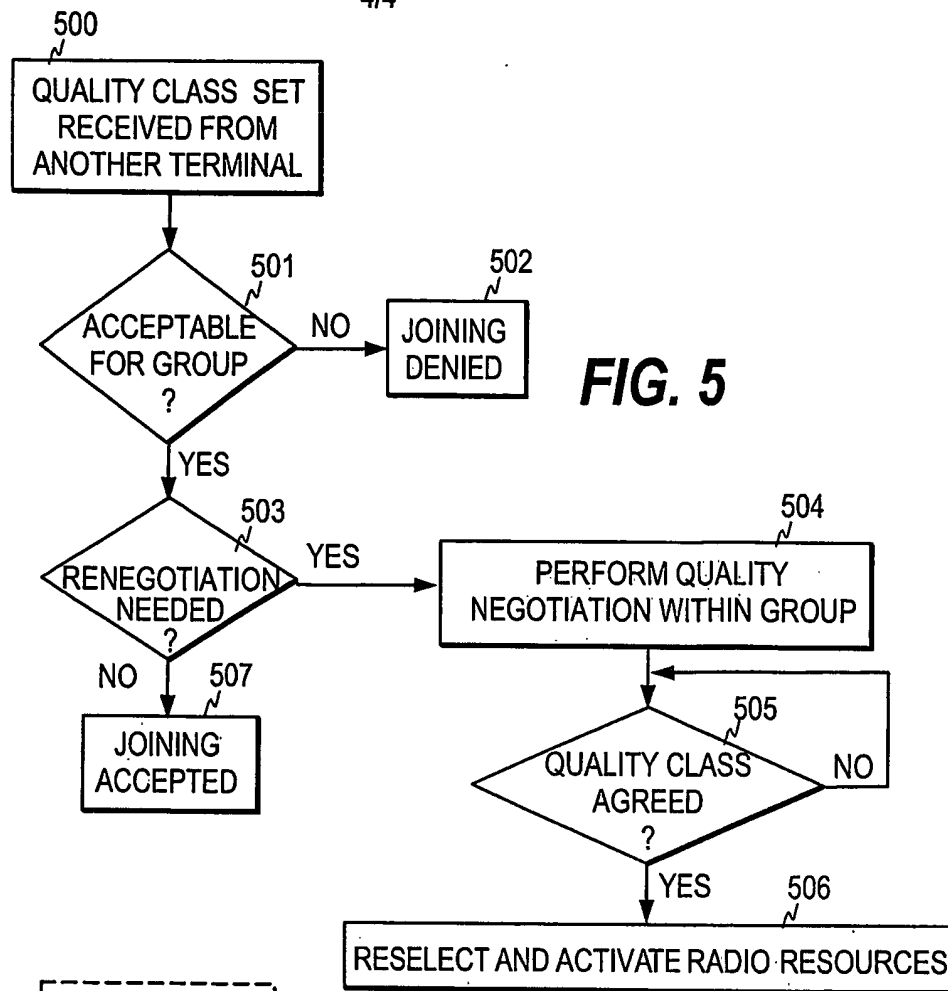 4/4
500
QUALITY CLASS SET
RECEIVED FROM
ANOTHER TERMINAL
501
ACCEPTABLE
FOR GROUP
?
NO
502
JOINING
DENIED
FIG. 5
YES
503
RENEGOTIATION
NEEDED
?
YES
504
PERFORM QUALITY
NEGOTIATION WITHIN GROUP
NO
507
JOINING
ACCEPTED
505
QUALITY CLASS
AGREED
?
NO
YES
506
RESELECT AND ACTIVATE RADIO RESOURCES